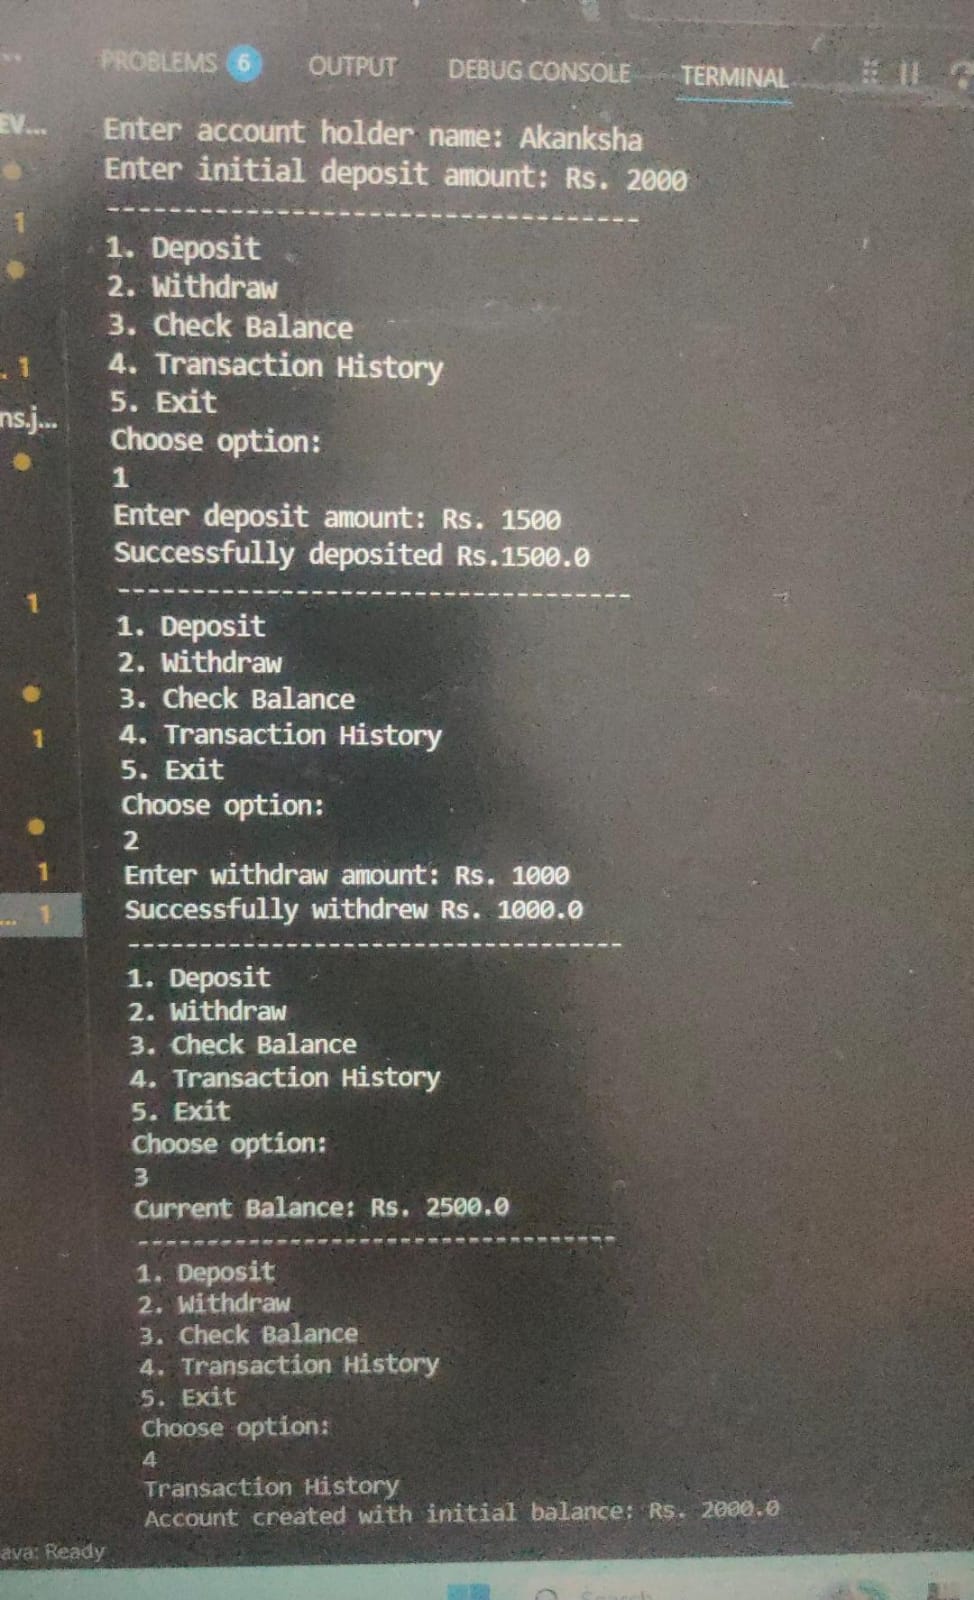 PROBLEMS 6 OUTPUT DEBUG CONSOLE TERMINAL
EV...
Enter account holder name: Akanksha
Enter initial deposit amount: Rs. 2000
-----------------------------------
1
1. Deposit
2. Withdraw
3. Check Balance
4. Transaction History
. 1
5. Exit
ns.j...
Choose option:
1
Enter deposit amount: Rs. 1500
Successfully deposited Rs.1500.0
-----------------------------------
1
1. Deposit
2. Withdraw
3. Check Balance
4. Transaction History
1
5. Exit
Choose option:
2
Enter withdraw amount: Rs. 1000
1
Successfully withdrew Rs. 1000.0
... 1
-----------------------------------
1. Deposit
2. Withdraw
3. Check Balance
4. Transaction History
5. Exit
Choose option:
3
Current Balance: Rs. 2500.0
-----------------------------------
1. Deposit
2. Withdraw
3. Check Balance
4. Transaction History
5. Exit
Choose option:
4
Transaction History
Account created with initial balance: Rs. 2000.0
ava: Ready
Search